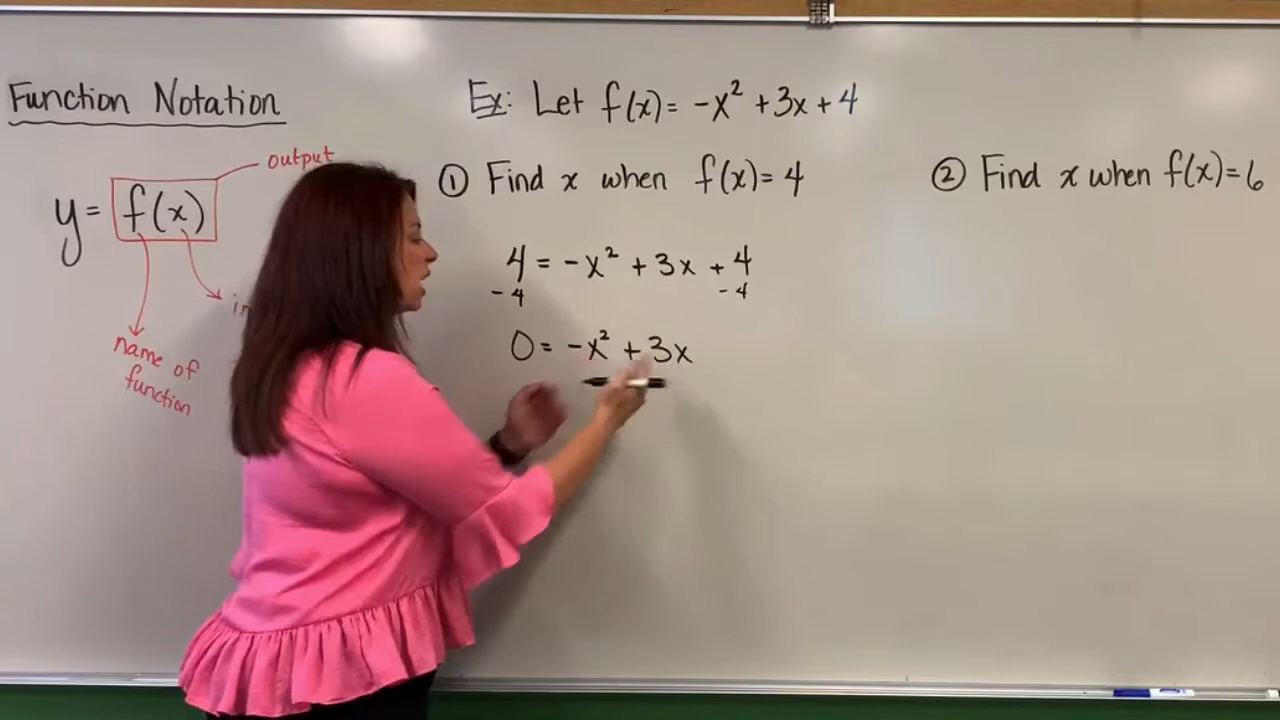 Function Notation
output
y = f(x)
name of
function
Ex: Let f(x) = -x² + 3x + 4
① Find x when f(x) = 4
4 = -x² + 3x + 4
-4 -4
0 = -x² + 3x
② Find x when f(x) = 6